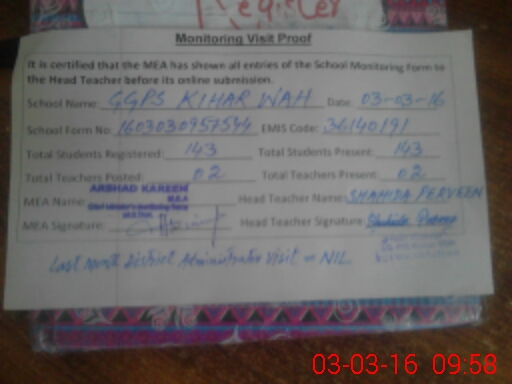 Register
Monitoring Visit Proof
It is certified that the MEA has shown all entries of the School Monitoring Form to
the Head Teacher before its online submission.
School Name: GGPS KIHAR WAH Date: 03-03-16
School Form No: 1603030957594 EMIS Code: 36140191
Total Students Registered: 143 Total Students Present: 143
Total Teachers Posted: 02 Total Teachers Present: 02
ARSHAD KAREEM
M.E.A
MEA Name: Head Teacher Name: SHAHIDA PERVEEN
MEA Signature: Head Teacher Signature: Shahida Perveen
Last Month District Administrator Visit = NIL
03-03-16 09:58